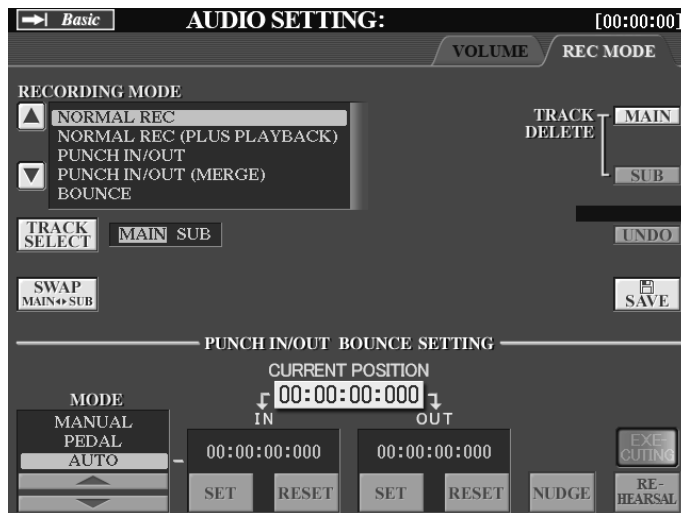 Basic AUDIO SETTING: [00:00:00]
VOLUME REC MODE
RECORDING MODE
NORMAL REC
NORMAL REC (PLUS PLAYBACK)
PUNCH IN/OUT
PUNCH IN/OUT (MERGE)
BOUNCE
TRACK DELETE
MAIN
SUB
TRACK SELECT
MAIN SUB
UNDO
SWAP
MAIN↔SUB
SAVE
PUNCH IN/OUT BOUNCE SETTING
CURRENT POSITION
00:00:00:000
MODE
MANUAL
PEDAL
AUTO
IN
00:00:00:000
SET RESET
OUT
00:00:00:000
SET RESET
NUDGE
EXE-
CUTING
RE-
HEARSAL